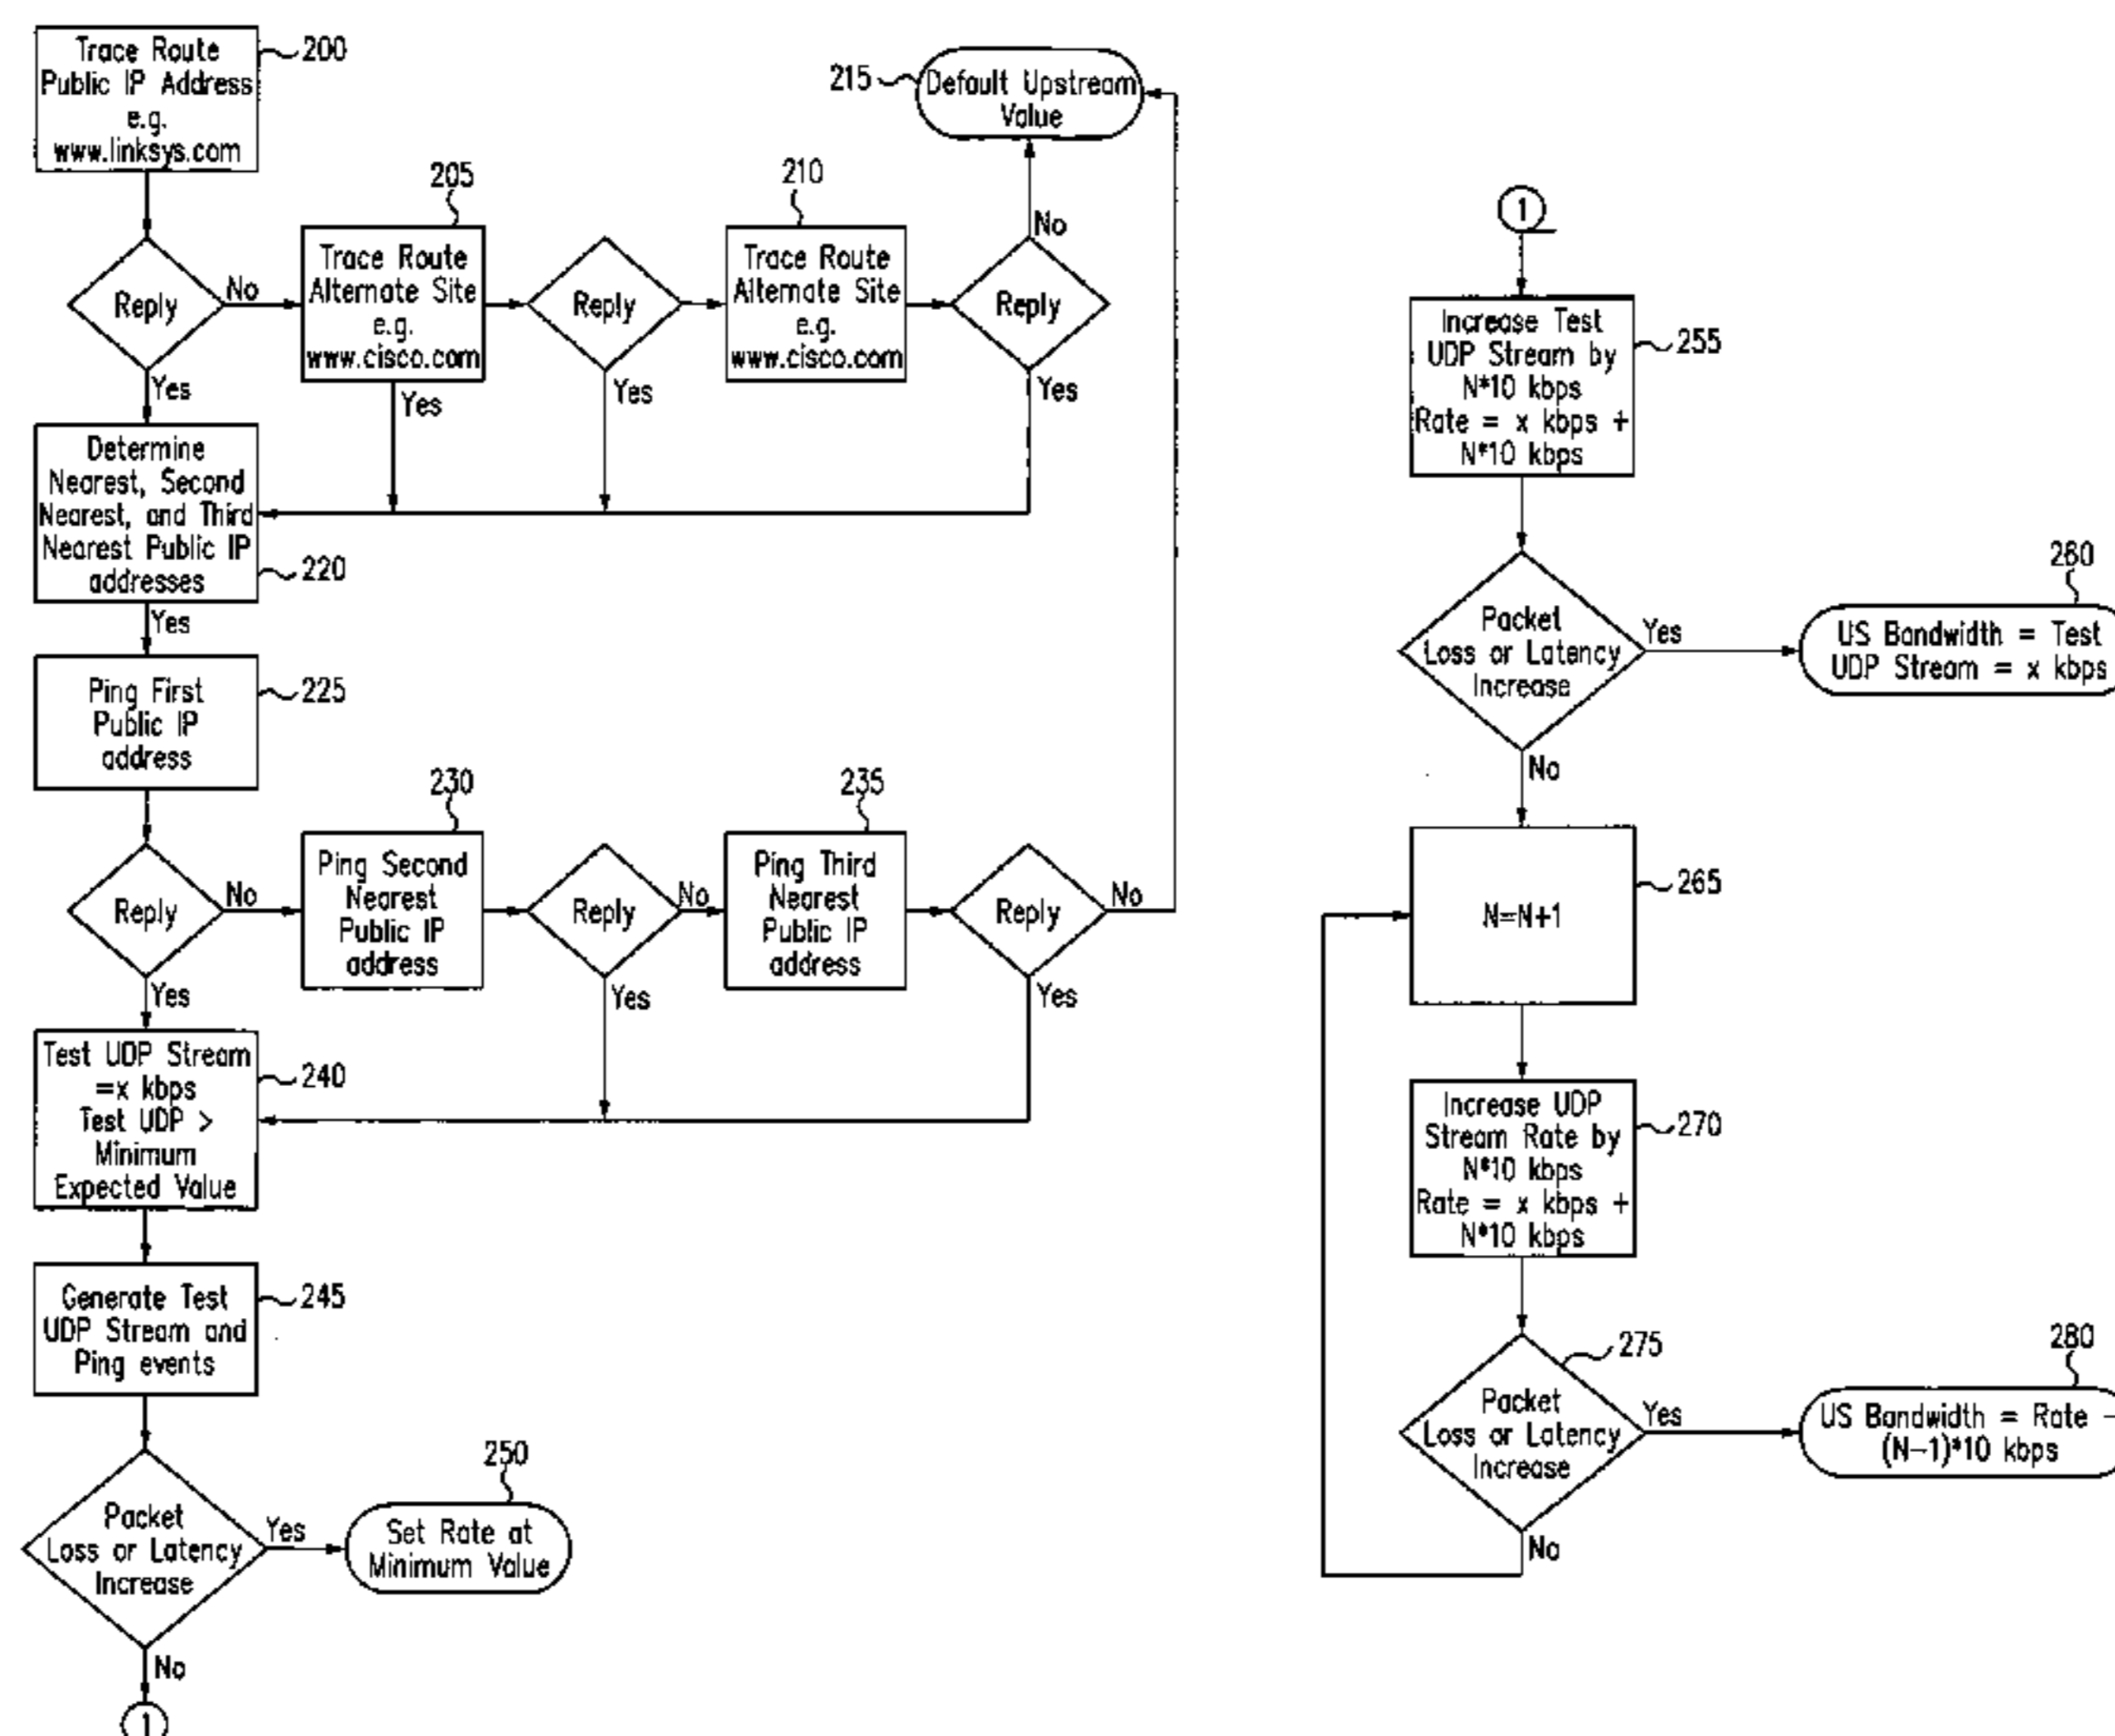 Trace Route
Public IP Address
e.g.
www.linksys.com
200
215
Default Upstream
Value
Reply
No
Yes
205
Trace Route
Alternate Site
e.g.
www.cisco.com
Yes
Reply
Yes
210
Trace Route
Alternate Site
e.g.
www.cisco.com
Reply
No
Yes
Determine
Nearest, Second
Nearest, and Third
Nearest Public IP
addresses
220
Yes
Ping First
Public IP
address
225
Reply
No
Yes
230
Ping Second
Nearest
Public IP
address
Reply
No
Yes
235
Ping Third
Nearest
Public IP
address
Reply
No
Yes
Test UDP Stream
=x kbps
Test UDP >
Minimum
Expected Value
240
Generate Test
UDP Stream and
Ping events
245
Packet
Loss or Latency
Increase
Yes
250
Set Rate at
Minimum Value
No
1
1
Increase Test
UDP Stream by
N*10 kbps
Rate = x kbps +
N*10 kbps
255
Packet
Loss or Latency
Increase
Yes
260
US Bandwidth = Test
UDP Stream = x kbps
No
N=N+1
265
Increase UDP
Stream Rate by
N*10 kbps
Rate = x kbps +
N*10 kbps
270
275
Packet
Loss or Latency
Increase
Yes
280
US Bandwidth = Rate -
(N-1)*10 kbps
No